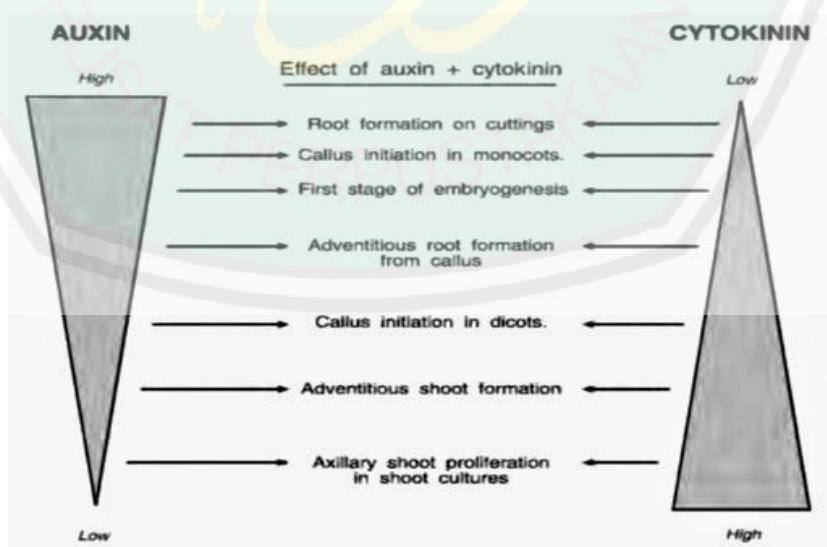 AUXIN
CYTOKININ
High
Effect of auxin + cytokinin
Low
Root formation on cuttings
Callus initiation in monocots.
First stage of embryogenesis
Adventitious root formation
from callus
Callus initiation in dicots.
Adventitious shoot formation
Axillary shoot proliferation
in shoot cultures
Low
High